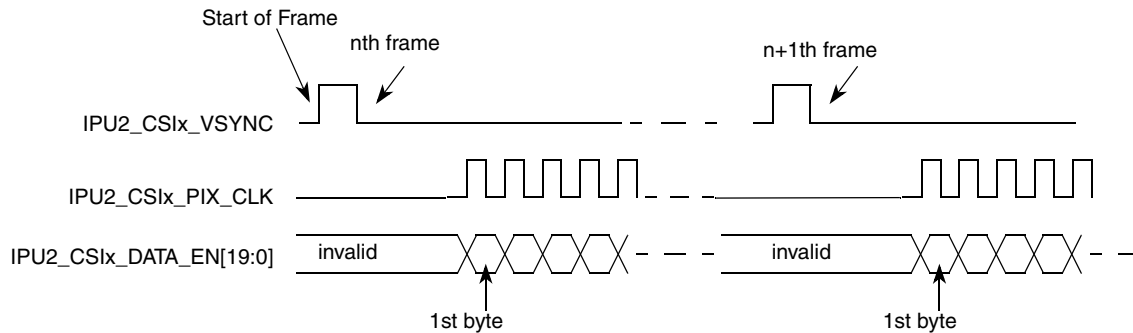 Start of Frame
nth frame
n+1th frame
IPU2_CSIx_VSYNC
IPU2_CSIx_PIX_CLK
IPU2_CSIx_DATA_EN[19:0]
invalid
invalid
1st byte
1st byte